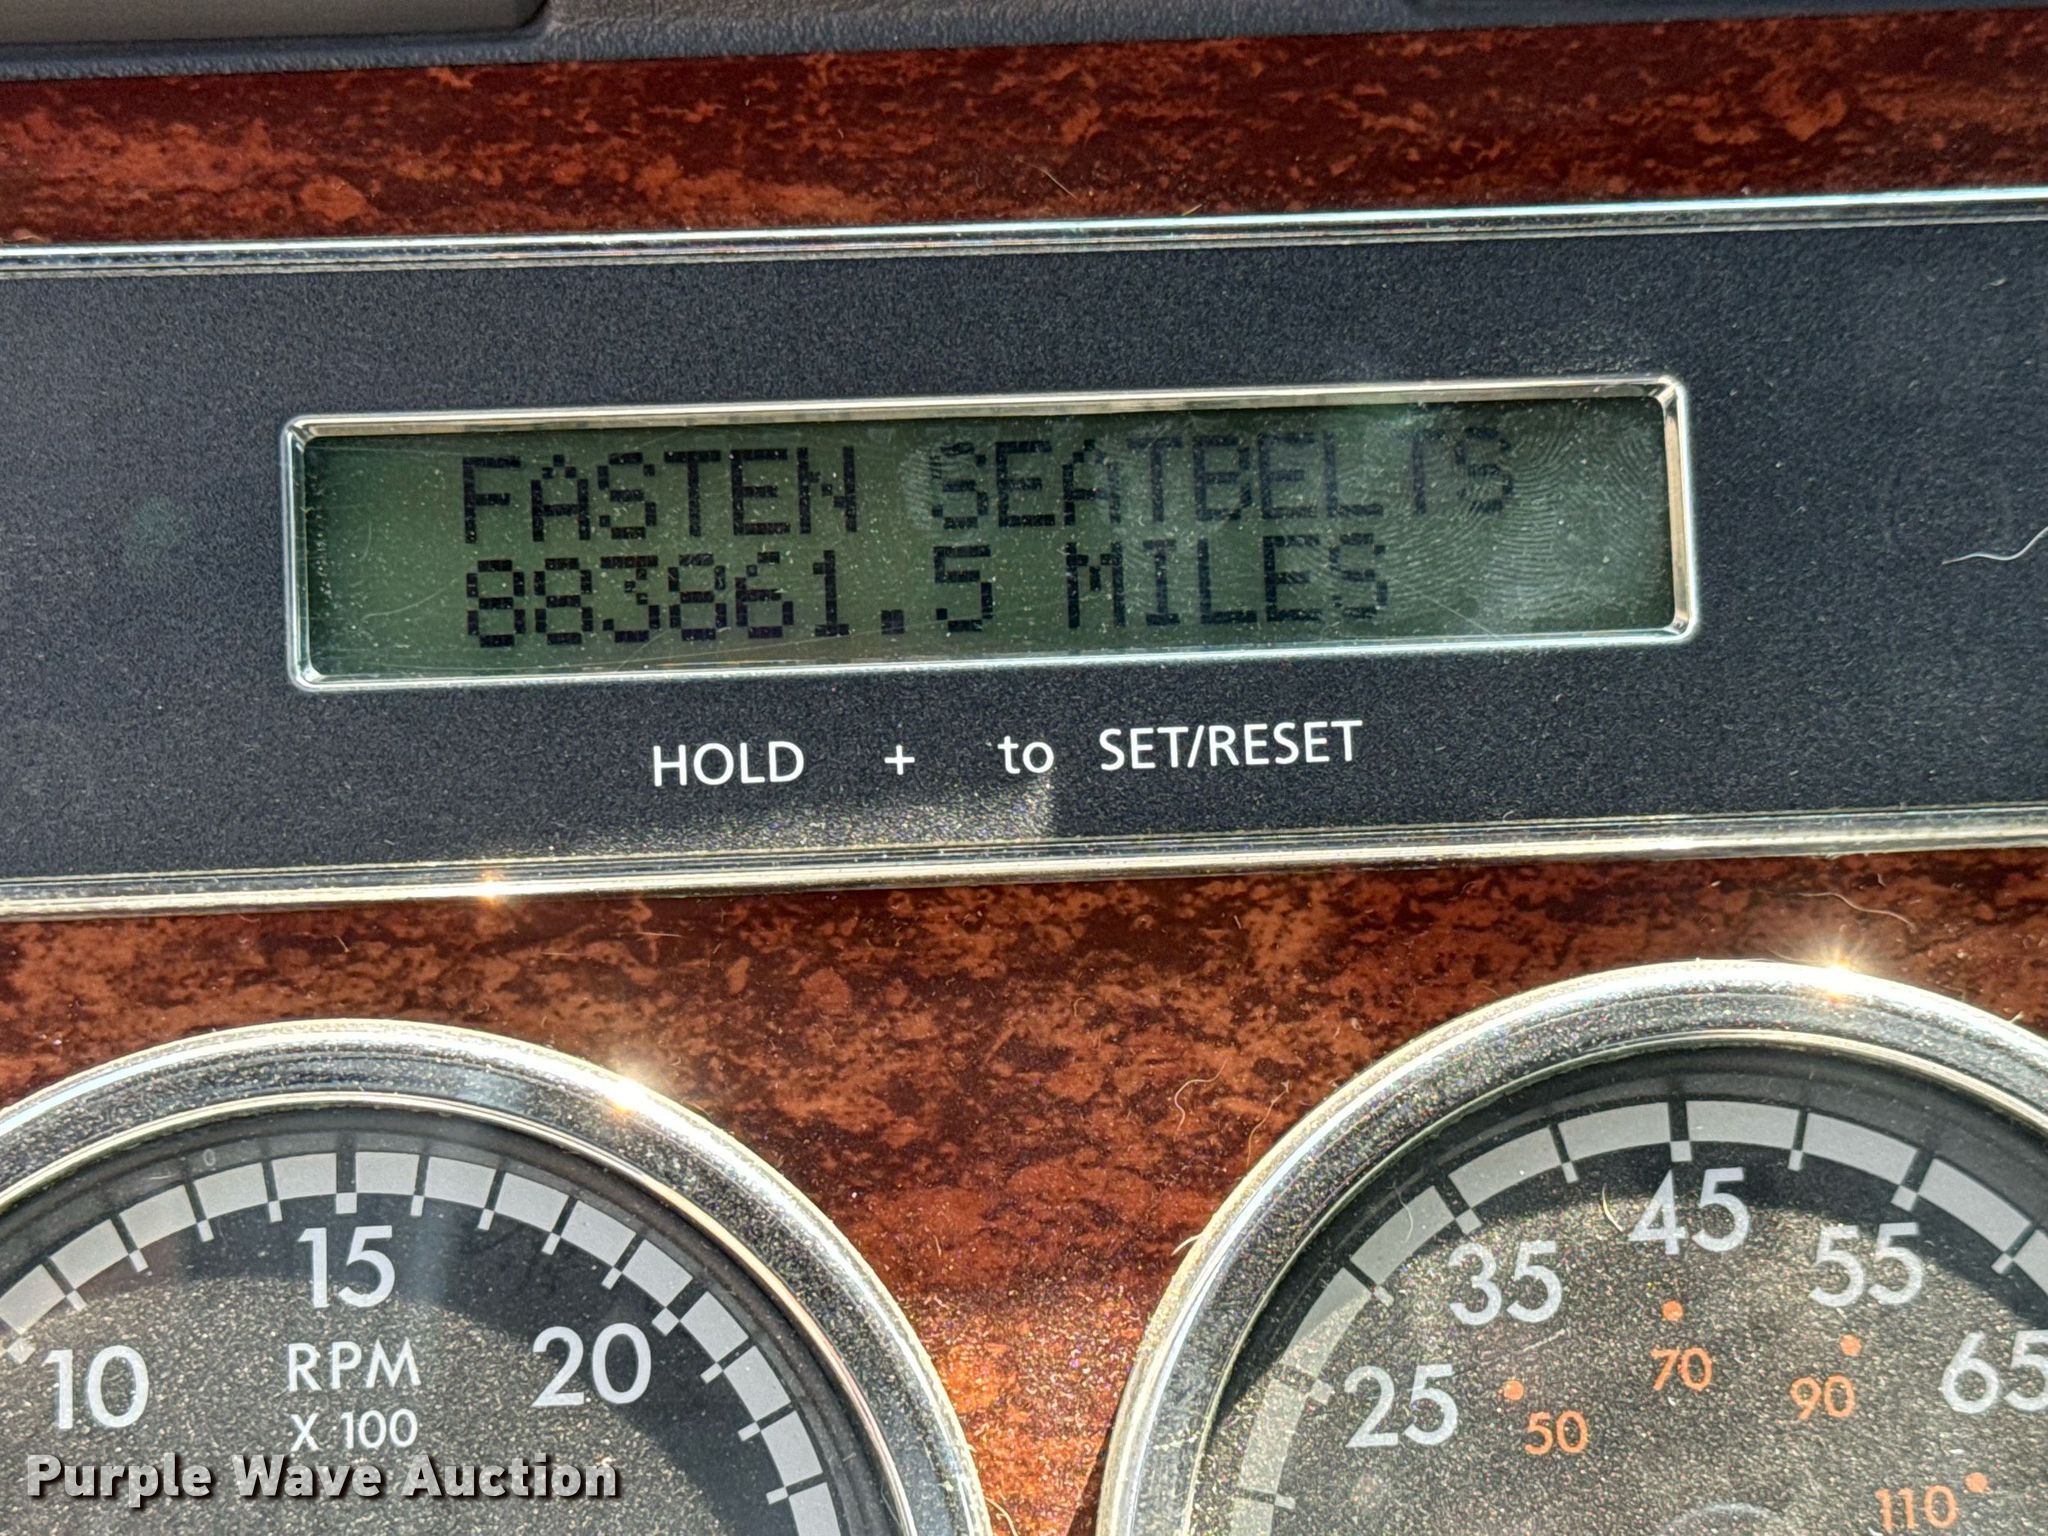 FASTEN SEATBELTS
883861.5 MILES
HOLD + to SET/RESET
10
15
20
RPM
X 100
25
35
45
55
65
50
70
90
110
Purple Wave Auction